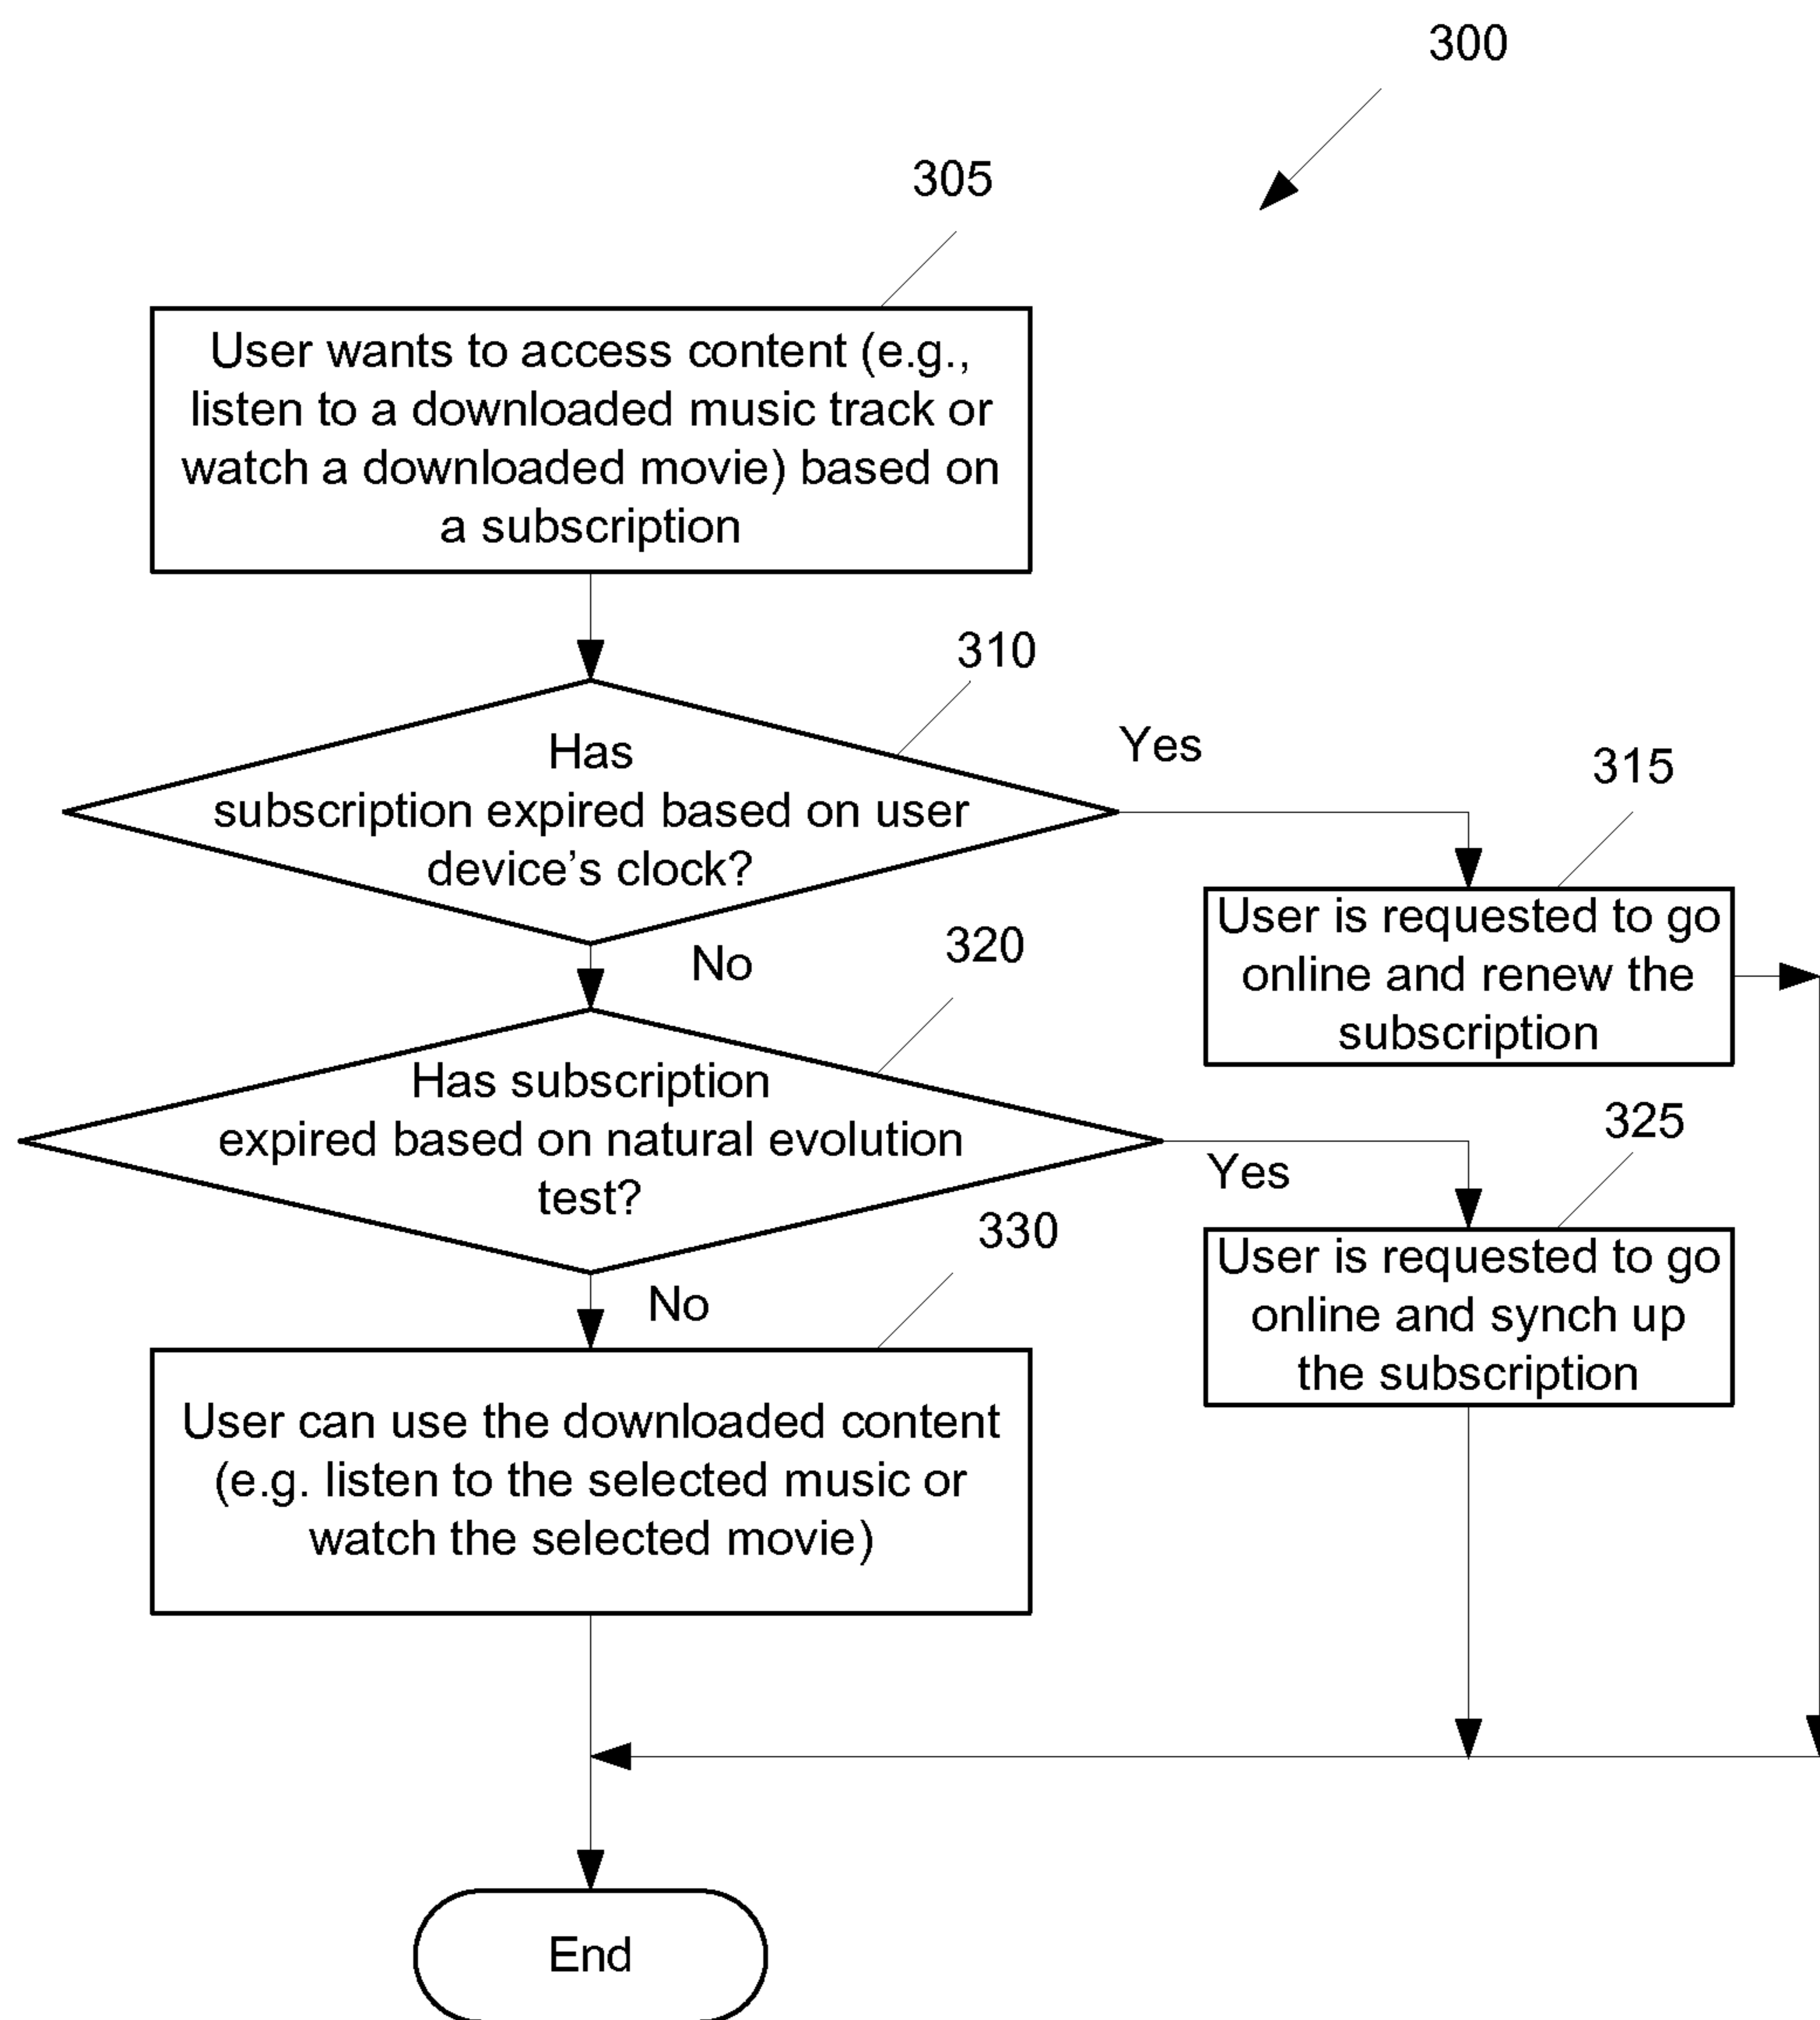 300
305
User wants to access content (e.g.,
listen to a downloaded music track or
watch a downloaded movie) based on
a subscription
310
Has
subscription expired based on user
device's clock?
Yes
No
315
User is requested to go
online and renew the
subscription
320
Has subscription
expired based on natural evolution
test?
Yes
No
325
User is requested to go
online and synch up
the subscription
330
User can use the downloaded content
(e.g. listen to the selected music or
watch the selected movie)
End